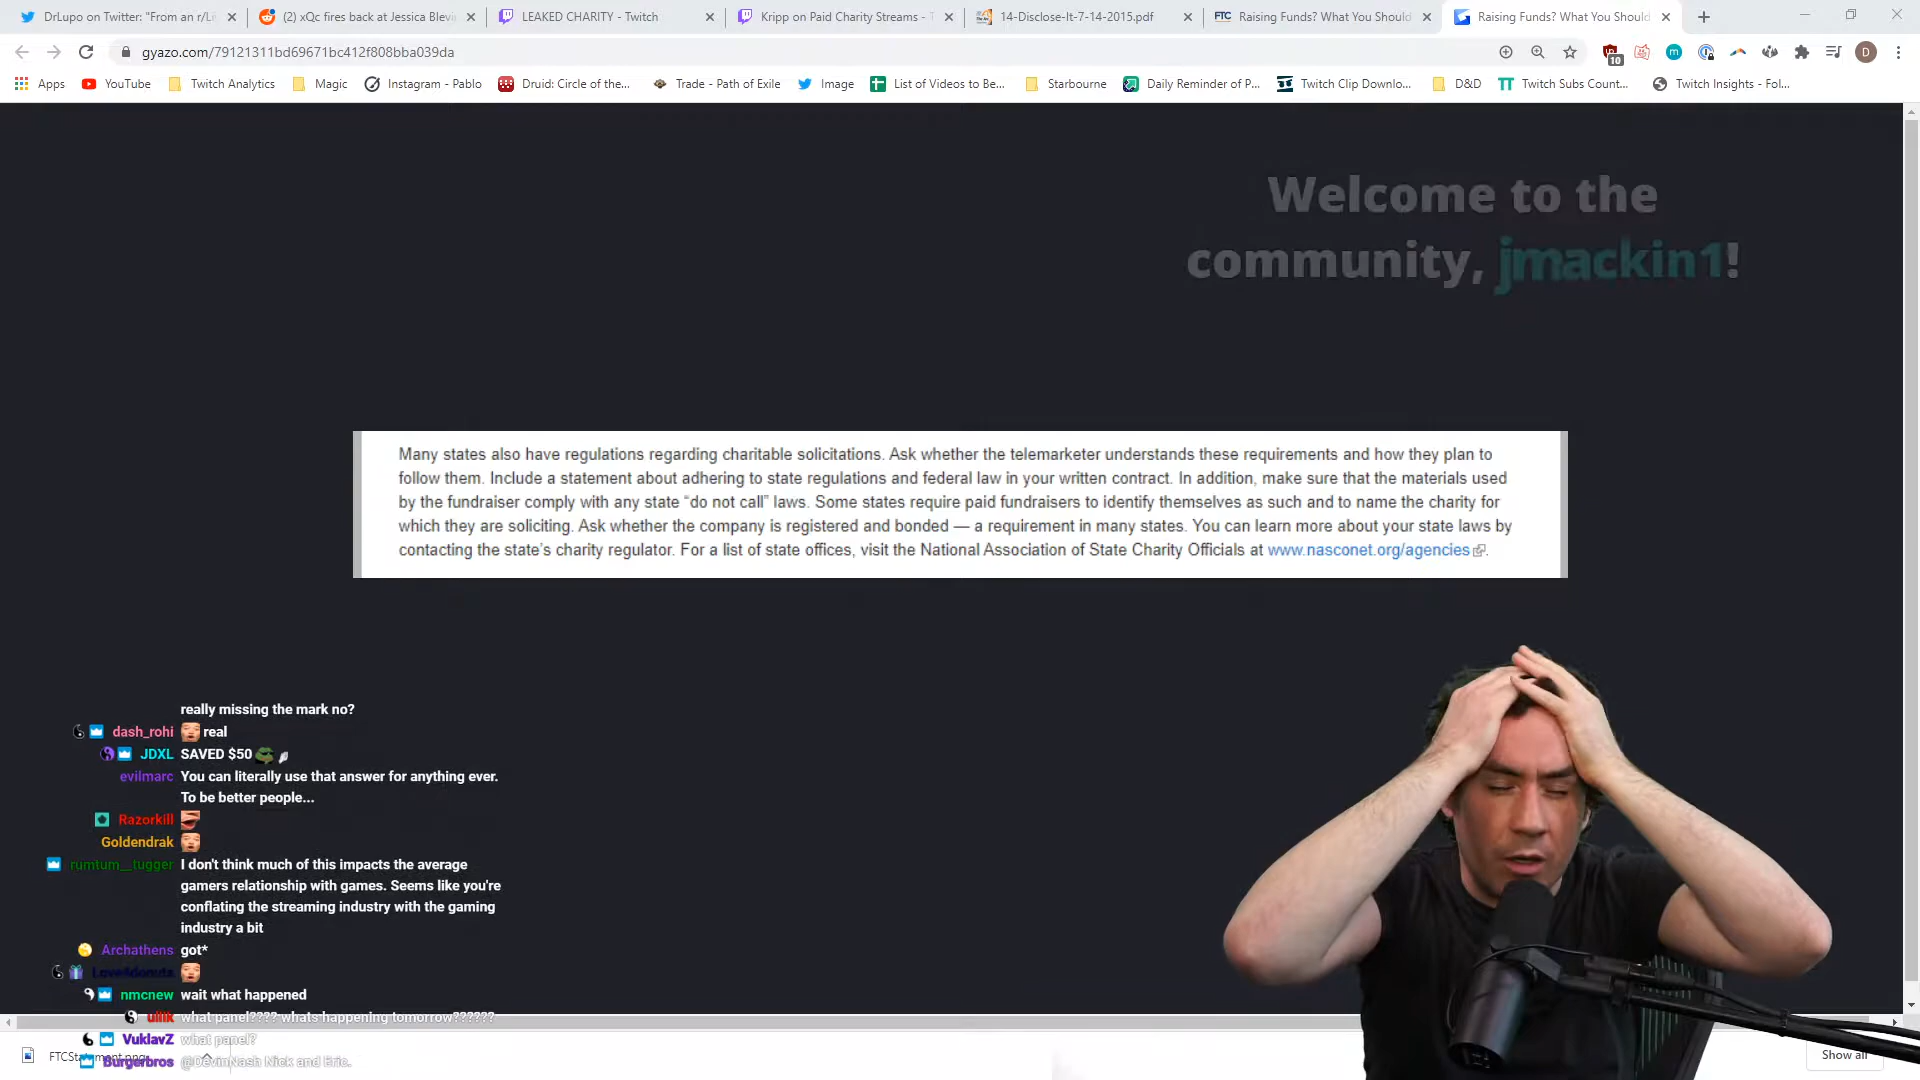 DrLupo on Twitter: "From an r/Li
(2) xQc fires back at Jessica Blevi
LEAKED CHARITY - Twitch
Kripp on Paid Charity Streams - T
14-Disclose-It-7-14-2015.pdf
FTC Raising Funds? What You Should
Raising Funds? What You Should
gyazo.com/79121311bd69671bc412f808bba039da
10
D
Apps
YouTube
Twitch Analytics
Magic
Instagram - Pablo
Druid: Circle of the...
Trade - Path of Exile
Image
List of Videos to Be...
Starbourne
Daily Reminder of P...
Twitch Clip Downlo...
D&D
Twitch Subs Count...
Twitch Insights - Fol...
Welcome to the
community, jmackin1!
Many states also have regulations regarding charitable solicitations. Ask whether the telemarketer understands these requirements and how they plan to
follow them. Include a statement about adhering to state regulations and federal law in your written contract. In addition, make sure that the materials used
by the fundraiser comply with any state “do not call” laws. Some states require paid fundraisers to identify themselves as such and to name the charity for
which they are soliciting. Ask whether the company is registered and bonded — a requirement in many states. You can learn more about your state laws by
contacting the state’s charity regulator. For a list of state offices, visit the National Association of State Charity Officials at www.nasconet.org/agencies.
really missing the mark no?
dash_rohi real
JDXL SAVED $50
evilmarc You can literally use that answer for anything ever.
To be better people...
Razorkill
Goldendrak
rumtum__tugger I don't think much of this impacts the average
gamers relationship with games. Seems like you're
conflating the streaming industry with the gaming
industry a bit
Archathens got*
nmcnew wait what happened
what panel???? whats happening tomorrow??????
VuklavZ what panel?
Burgerbros @DevinNash Nick and Eric.
Show all